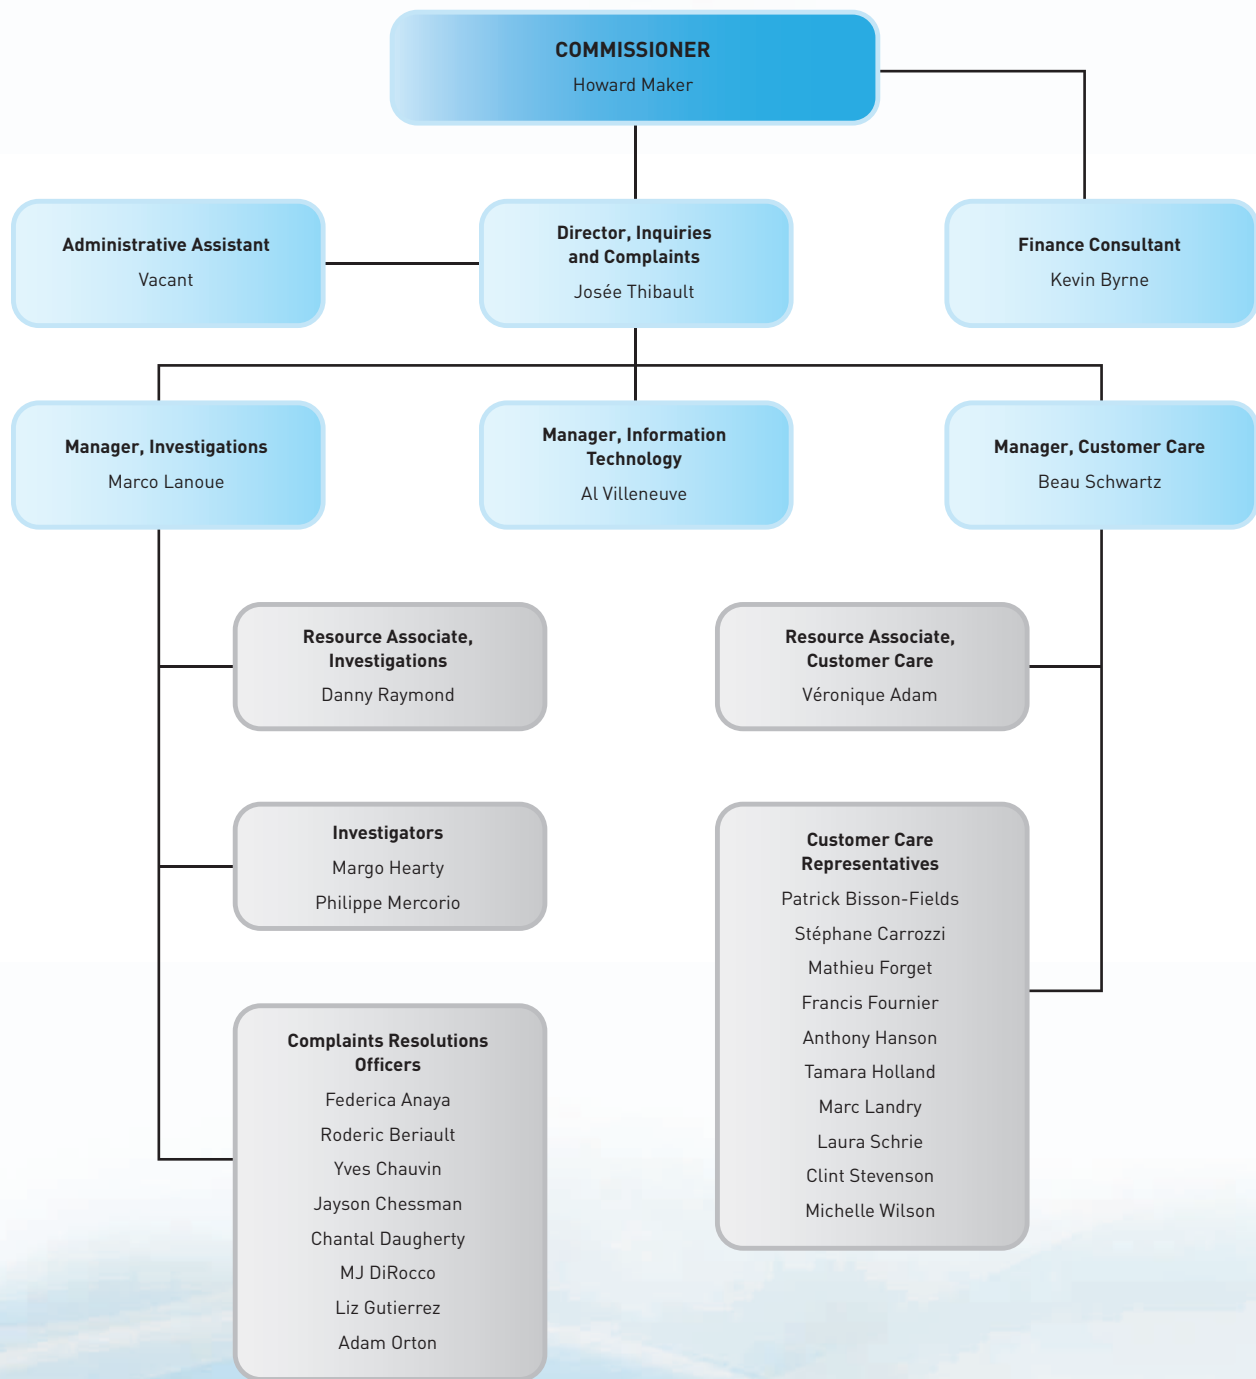 COMMISSIONER
Howard Maker
Administrative Assistant
Vacant
Director, Inquiries
and Complaints
Josée Thibault
Finance Consultant
Kevin Byrne
Manager, Investigations
Marco Lanoue
Manager, Information
Technology
Al Villeneuve
Manager, Customer Care
Beau Schwartz
Resource Associate,
Investigations
Danny Raymond
Resource Associate,
Customer Care
Véronique Adam
Investigators
Margo Hearty
Philippe Mercorio
Customer Care
Representatives
Patrick Bisson-Fields
Stéphane Carrozzi
Mathieu Forget
Francis Fournier
Anthony Hanson
Tamara Holland
Marc Landry
Laura Schrie
Clint Stevenson
Michelle Wilson
Complaints Resolutions
Officers
Federica Anaya
Roderic Beriault
Yves Chauvin
Jayson Chessman
Chantal Daugherty
MJ DiRocco
Liz Gutierrez
Adam Orton